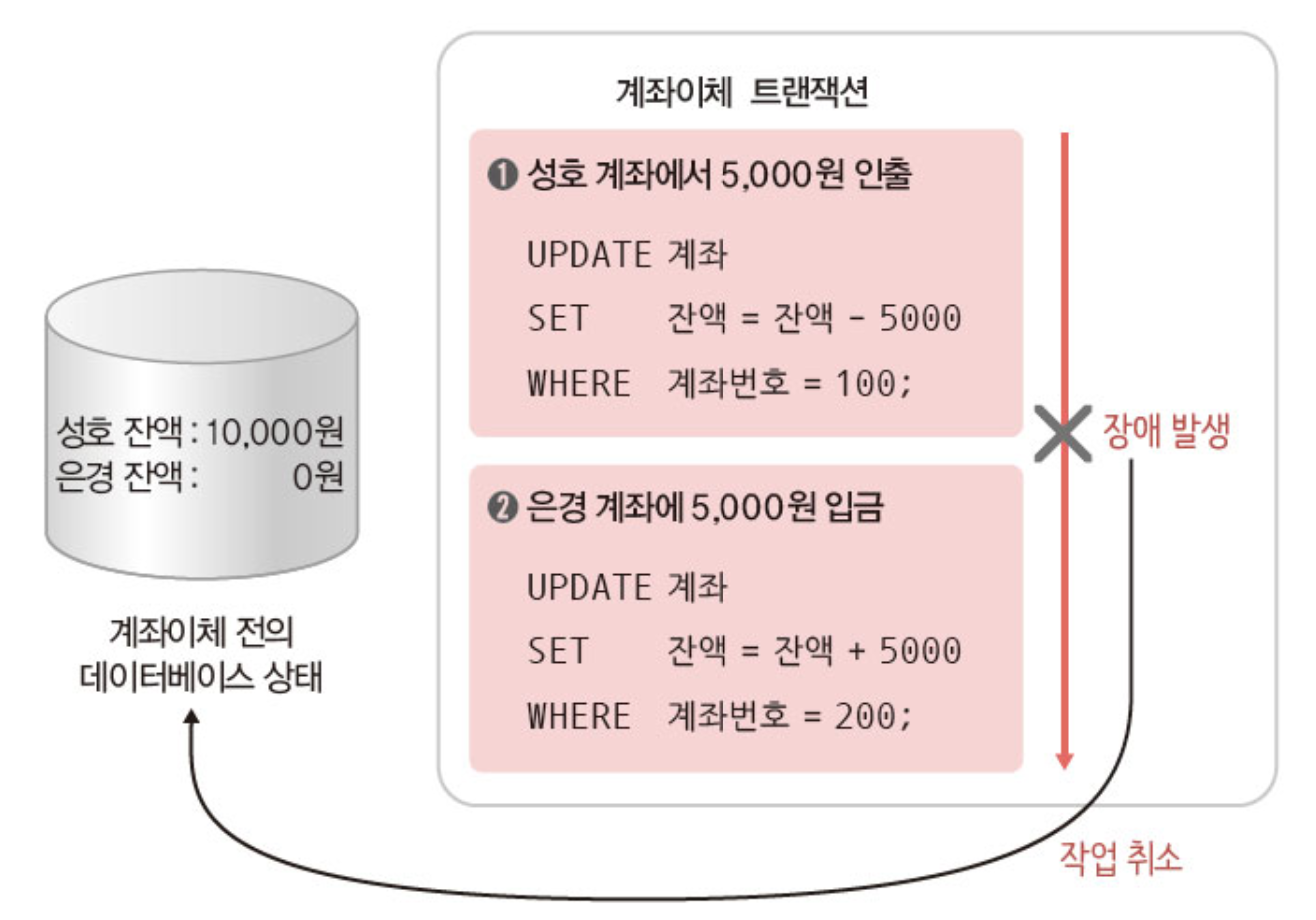 계좌이체 트랜잭션
❶ 성호 계좌에서 5,000원 인출
UPDATE 계좌
SET 잔액 = 잔액 - 5000
WHERE 계좌번호 = 100;
성호 잔액 : 10,000원
은경 잔액 : 0원
장애 발생
❷ 은경 계좌에 5,000원 입금
UPDATE 계좌
SET 잔액 = 잔액 + 5000
WHERE 계좌번호 = 200;
계좌이체 전의
데이터베이스 상태
작업 취소